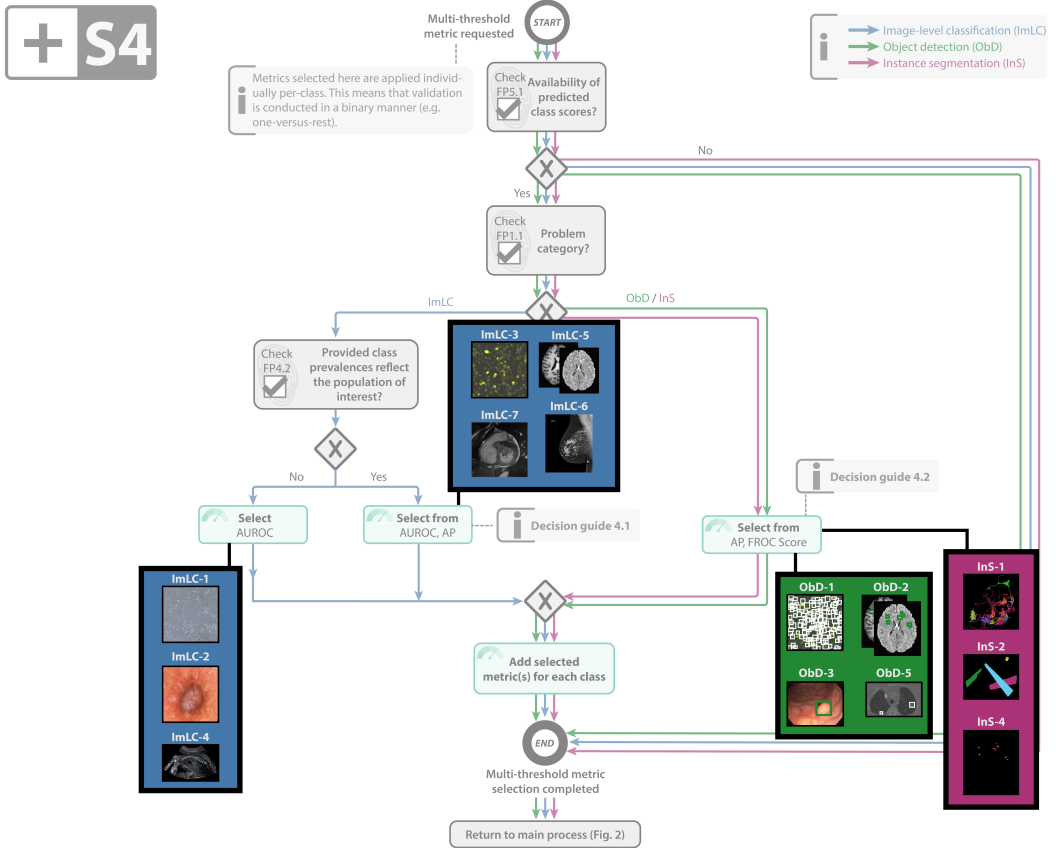 + S4
Multi-threshold
metric requested
START
Image-level classification (ImLC)
Object detection (ObD)
Instance segmentation (InS)
Metrics selected here are applied individ-
ually per-class. This means that validation
is conducted in a binary manner (e.g.
one-versus-rest).
Check
FP5.1
Availability of
predicted
class scores?
X
No
Yes
Check
FP1.1
Problem
category?
X
ImLC
ObD / InS
Check
FP4.2
Provided class
prevalences reflect
the population of
interest?
ImLC-3
ImLC-5
ImLC-7
ImLC-6
X
No
Yes
Select
AUROC
Select from
AUROC, AP
Decision guide 4.1
Decision guide 4.2
Select from
AP, FROC Score
ImLC-1
ImLC-2
ImLC-4
X
ObD-1
ObD-2
ObD-3
ObD-5
InS-1
InS-2
InS-4
Add selected
metric(s) for each class
END
Multi-threshold metric
selection completed
Return to main process (Fig. 2)